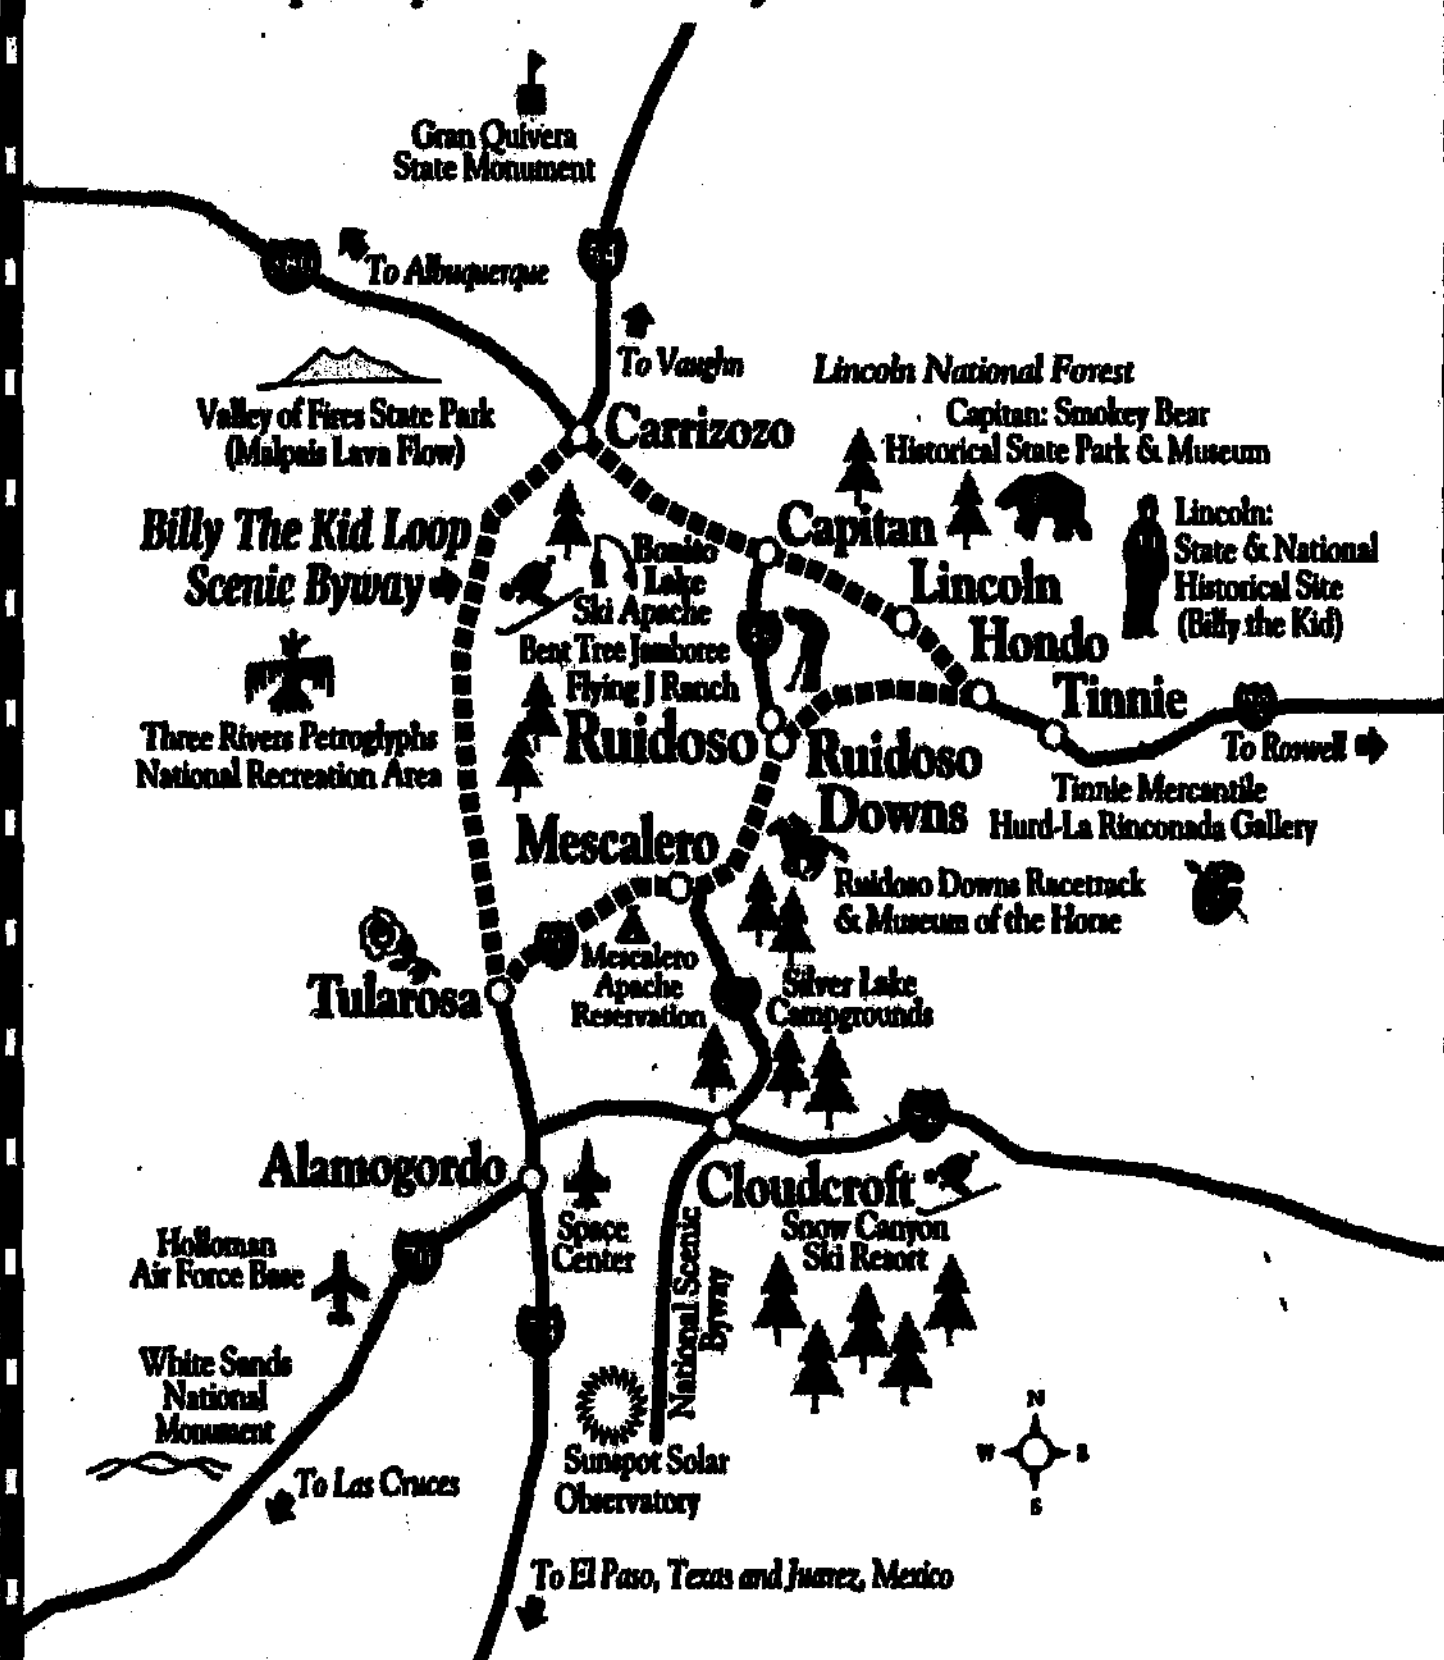 Gran Quivera
State Monument
To Albuquerque
To Vaughn
Lincoln National Forest
Valley of Fires State Park
(Malpais Lava Flow)
Carrizozo
Capitan: Smokey Bear
Historical State Park & Museum
Billy The Kid Loop
Scenic Byway
Capitan
Lincoln:
State & National
Historical Site
(Billy the Kid)
Bonito
Lake
Ski Apache
Lincoln
Bent Tree Jamboree
Flying J Ranch
Hondo
Tinnie
Three Rivers Petroglyphs
National Recreation Area
Ruidoso
Ruidoso
Downs
To Roswell
Tinnie Mercantile
Hurd-La Rinconada Gallery
Mescalero
Ruidoso Downs Racetrack
& Museum of the Horse
Tularosa
Mescalero
Apache
Reservation
Silver Lake
Campgrounds
Alamogordo
Cloudcroft
Space
Center
Snow Canyon
Ski Resort
Holloman
Air Force Base
National Scenic
Byway
White Sands
National
Monument
To Las Cruces
Sunspot Solar
Observatory
N
W
E
S
To El Paso, Texas and Juarez, Mexico